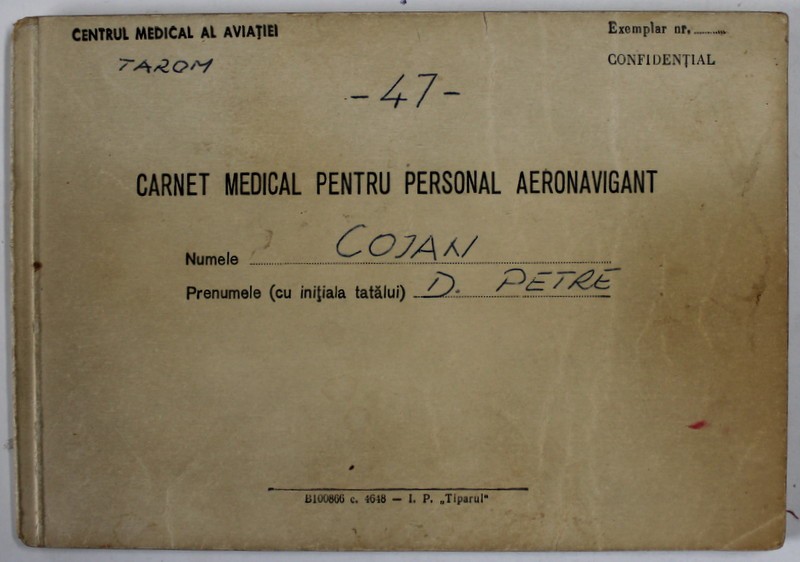 CENTRUL MEDICAL AL AVIAȚIEI
TAROM
Exemplar nr. ..........
CONFIDENȚIAL
- 47 -
CARNET MEDICAL PENTRU PERSONAL AERONAVIGANT
Numele COJAN
Prenumele (cu inițiala tatălui) D. PETRE
B100866 c. 4648 — I. P. „Tiparul"